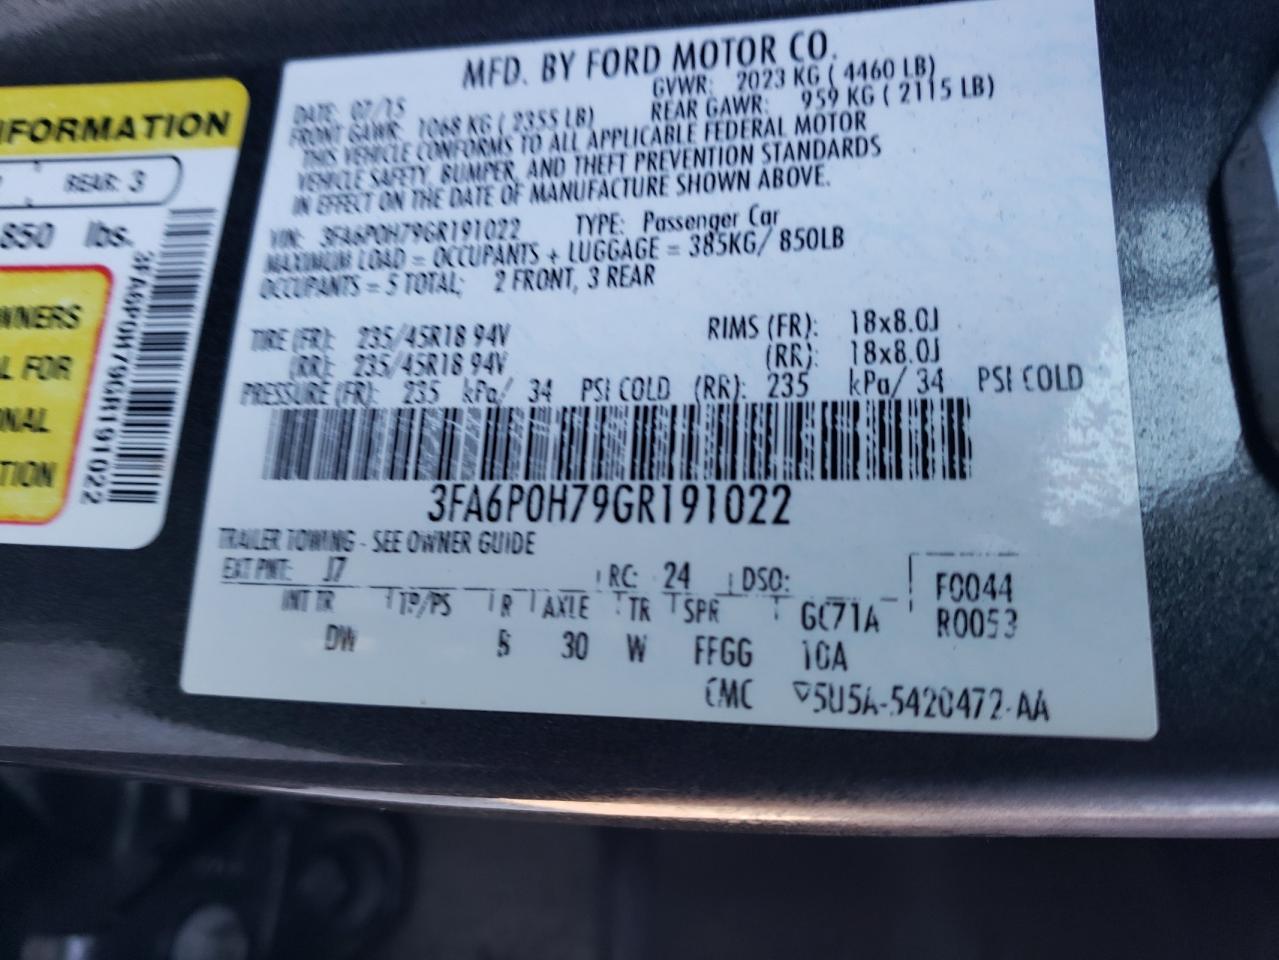 NFORMATION
REAR: 3
850 lbs.
WNERS
L FOR
NAL
TION
3FA6P0H79GR191022
MFD. BY FORD MOTOR CO.
DATE: 07/15 GVWR: 2023 KG ( 4460 LB)
FRONT GAWR: 1068 KG ( 2355 LB) REAR GAWR: 959 KG ( 2115 LB)
THIS VEHICLE CONFORMS TO ALL APPLICABLE FEDERAL MOTOR
VEHICLE SAFETY, BUMPER, AND THEFT PREVENTION STANDARDS
IN EFFECT ON THE DATE OF MANUFACTURE SHOWN ABOVE.
VIN: 3FA6P0H79GR191022 TYPE: Passenger Car
MAXIMUM LOAD = OCCUPANTS + LUGGAGE = 385KG/ 850LB
OCCUPANTS = 5 TOTAL; 2 FRONT, 3 REAR
TIRE (FR): 235/45R18 94V RIMS (FR): 18x8.0J
(RR): 235/45R18 94V (RR): 18x8.0J
PRESSURE (FR): 235 kPa/ 34 PSI COLD (RR): 235 kPa/ 34 PSI COLD
3FA6P0H79GR191022
TRAILER TOWING - SEE OWNER GUIDE
EXT PNT: J7 RC: 24 DSO: F0044
INT TR TP/PS R AXLE TR SPR GC71A R0053
DW 30 W FFGG 10A
CMC 5U5A-5420472-AA